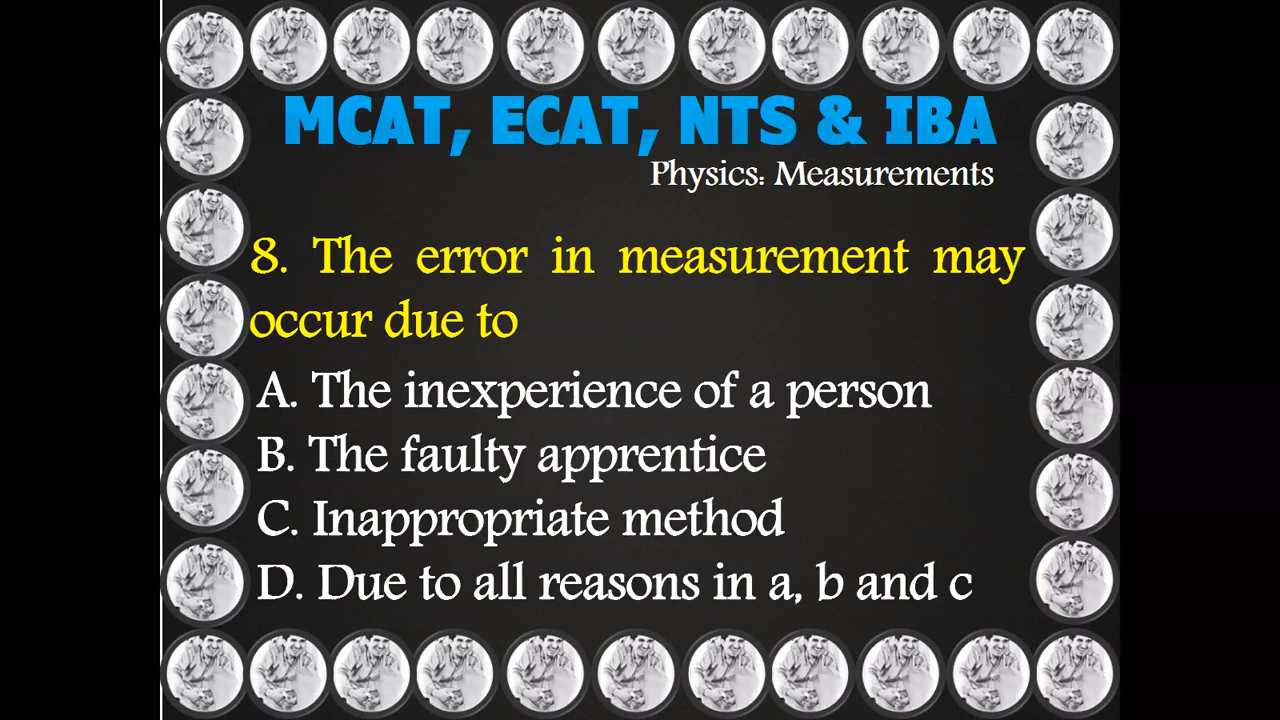 MCAT, ECAT, NTS & IBA
Physics: Measurements
8. The error in measurement may
occur due to
A. The inexperience of a person
B. The faulty apprentice
C. Inappropriate method
D. Due to all reasons in a, b and c